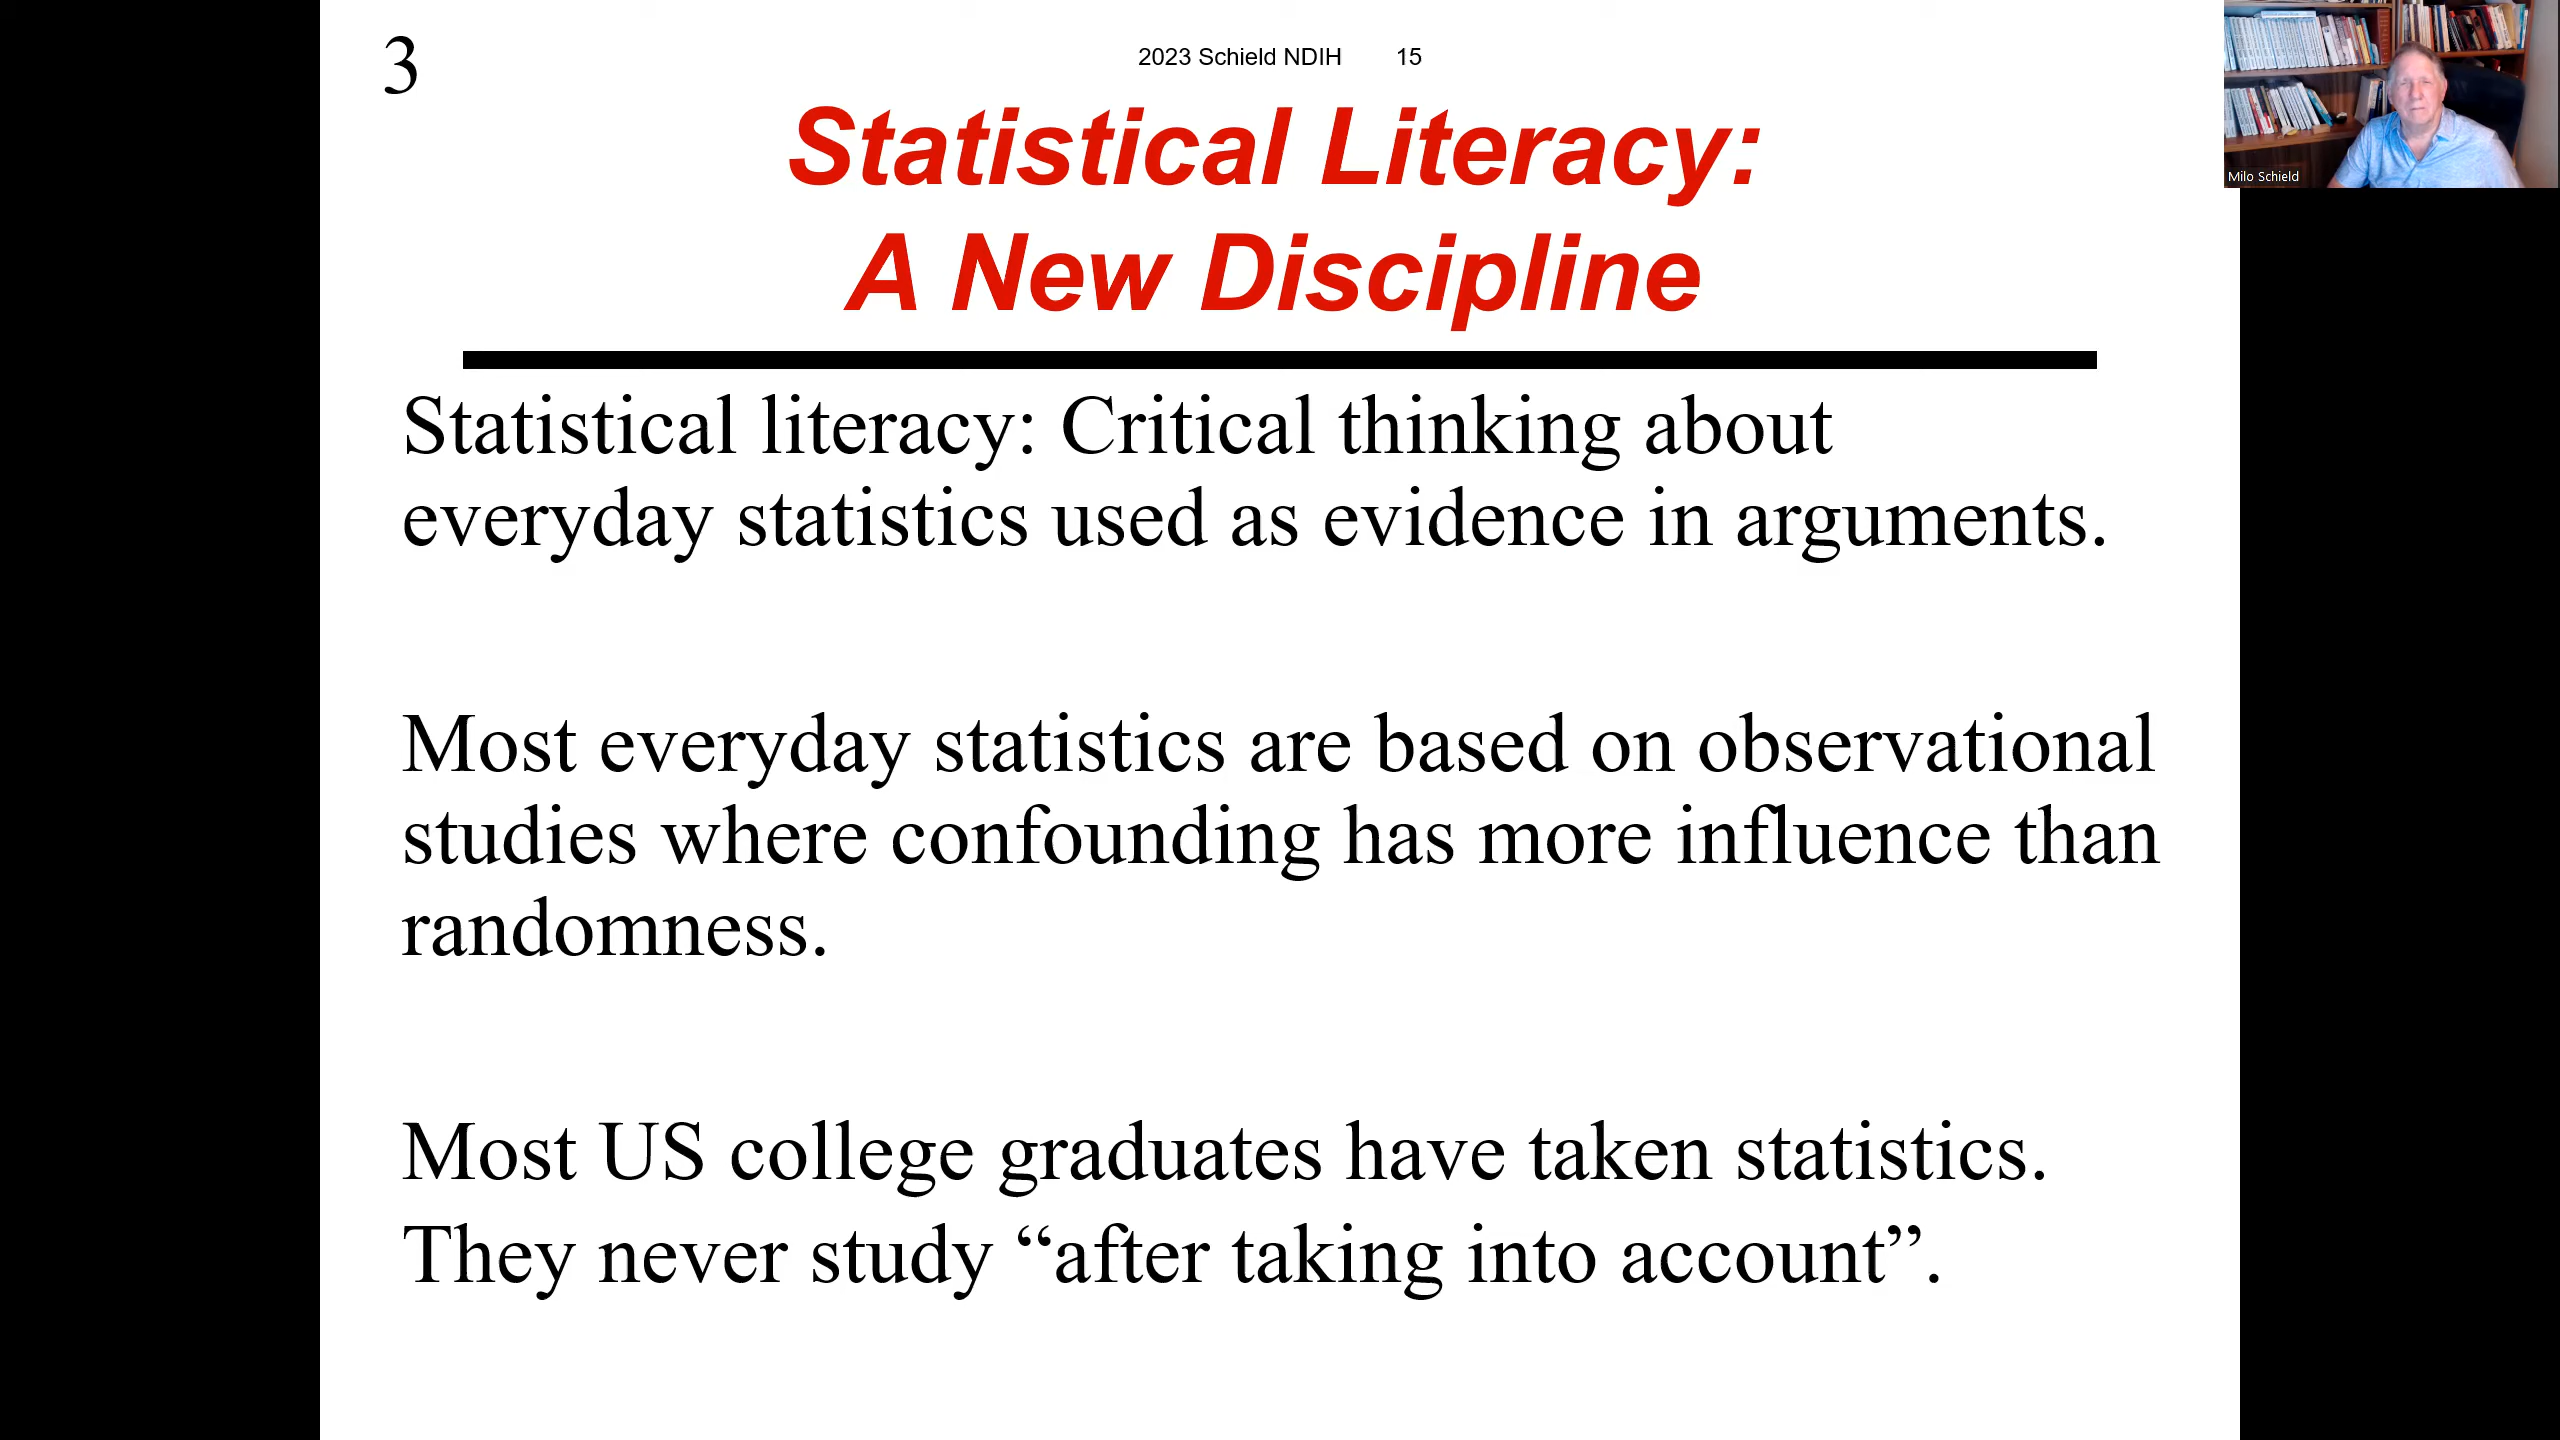 3
2023 Schield NDIH 15
Statistical Literacy:
A New Discipline
Statistical literacy: Critical thinking about
everyday statistics used as evidence in arguments.
Most everyday statistics are based on observational
studies where confounding has more influence than
randomness.
Most US college graduates have taken statistics.
They never study “after taking into account”.
Milo Schield